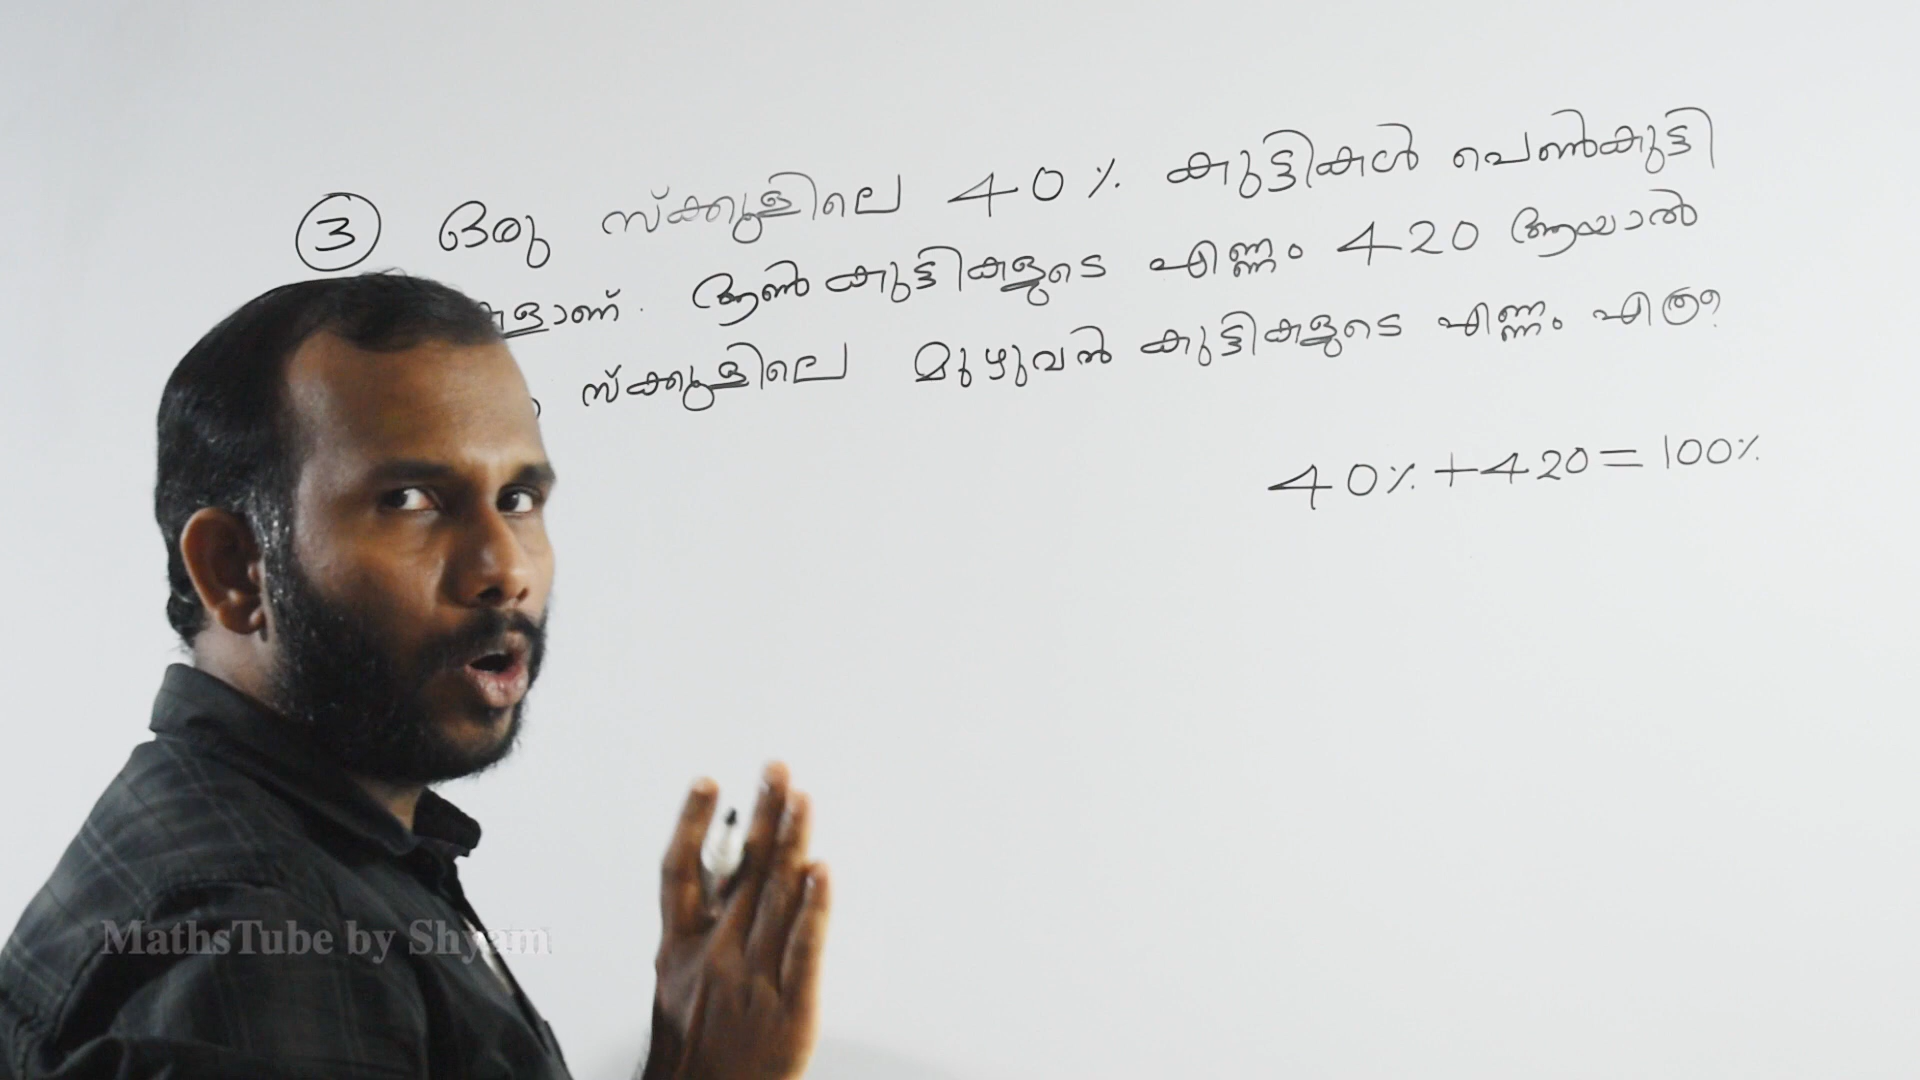 ③ ഒരു സ്ക്കൂളിലെ 40% കുട്ടികൾ പെൺകുട്ടി
കളാണ്. ആൺകുട്ടികളുടെ എണ്ണം 420 ആയാൽ
സ്ക്കൂളിലെ മുഴുവൻ കുട്ടികളുടെ എണ്ണം എത്ര?
40% + 420 = 100%
MathsTube by Shyam